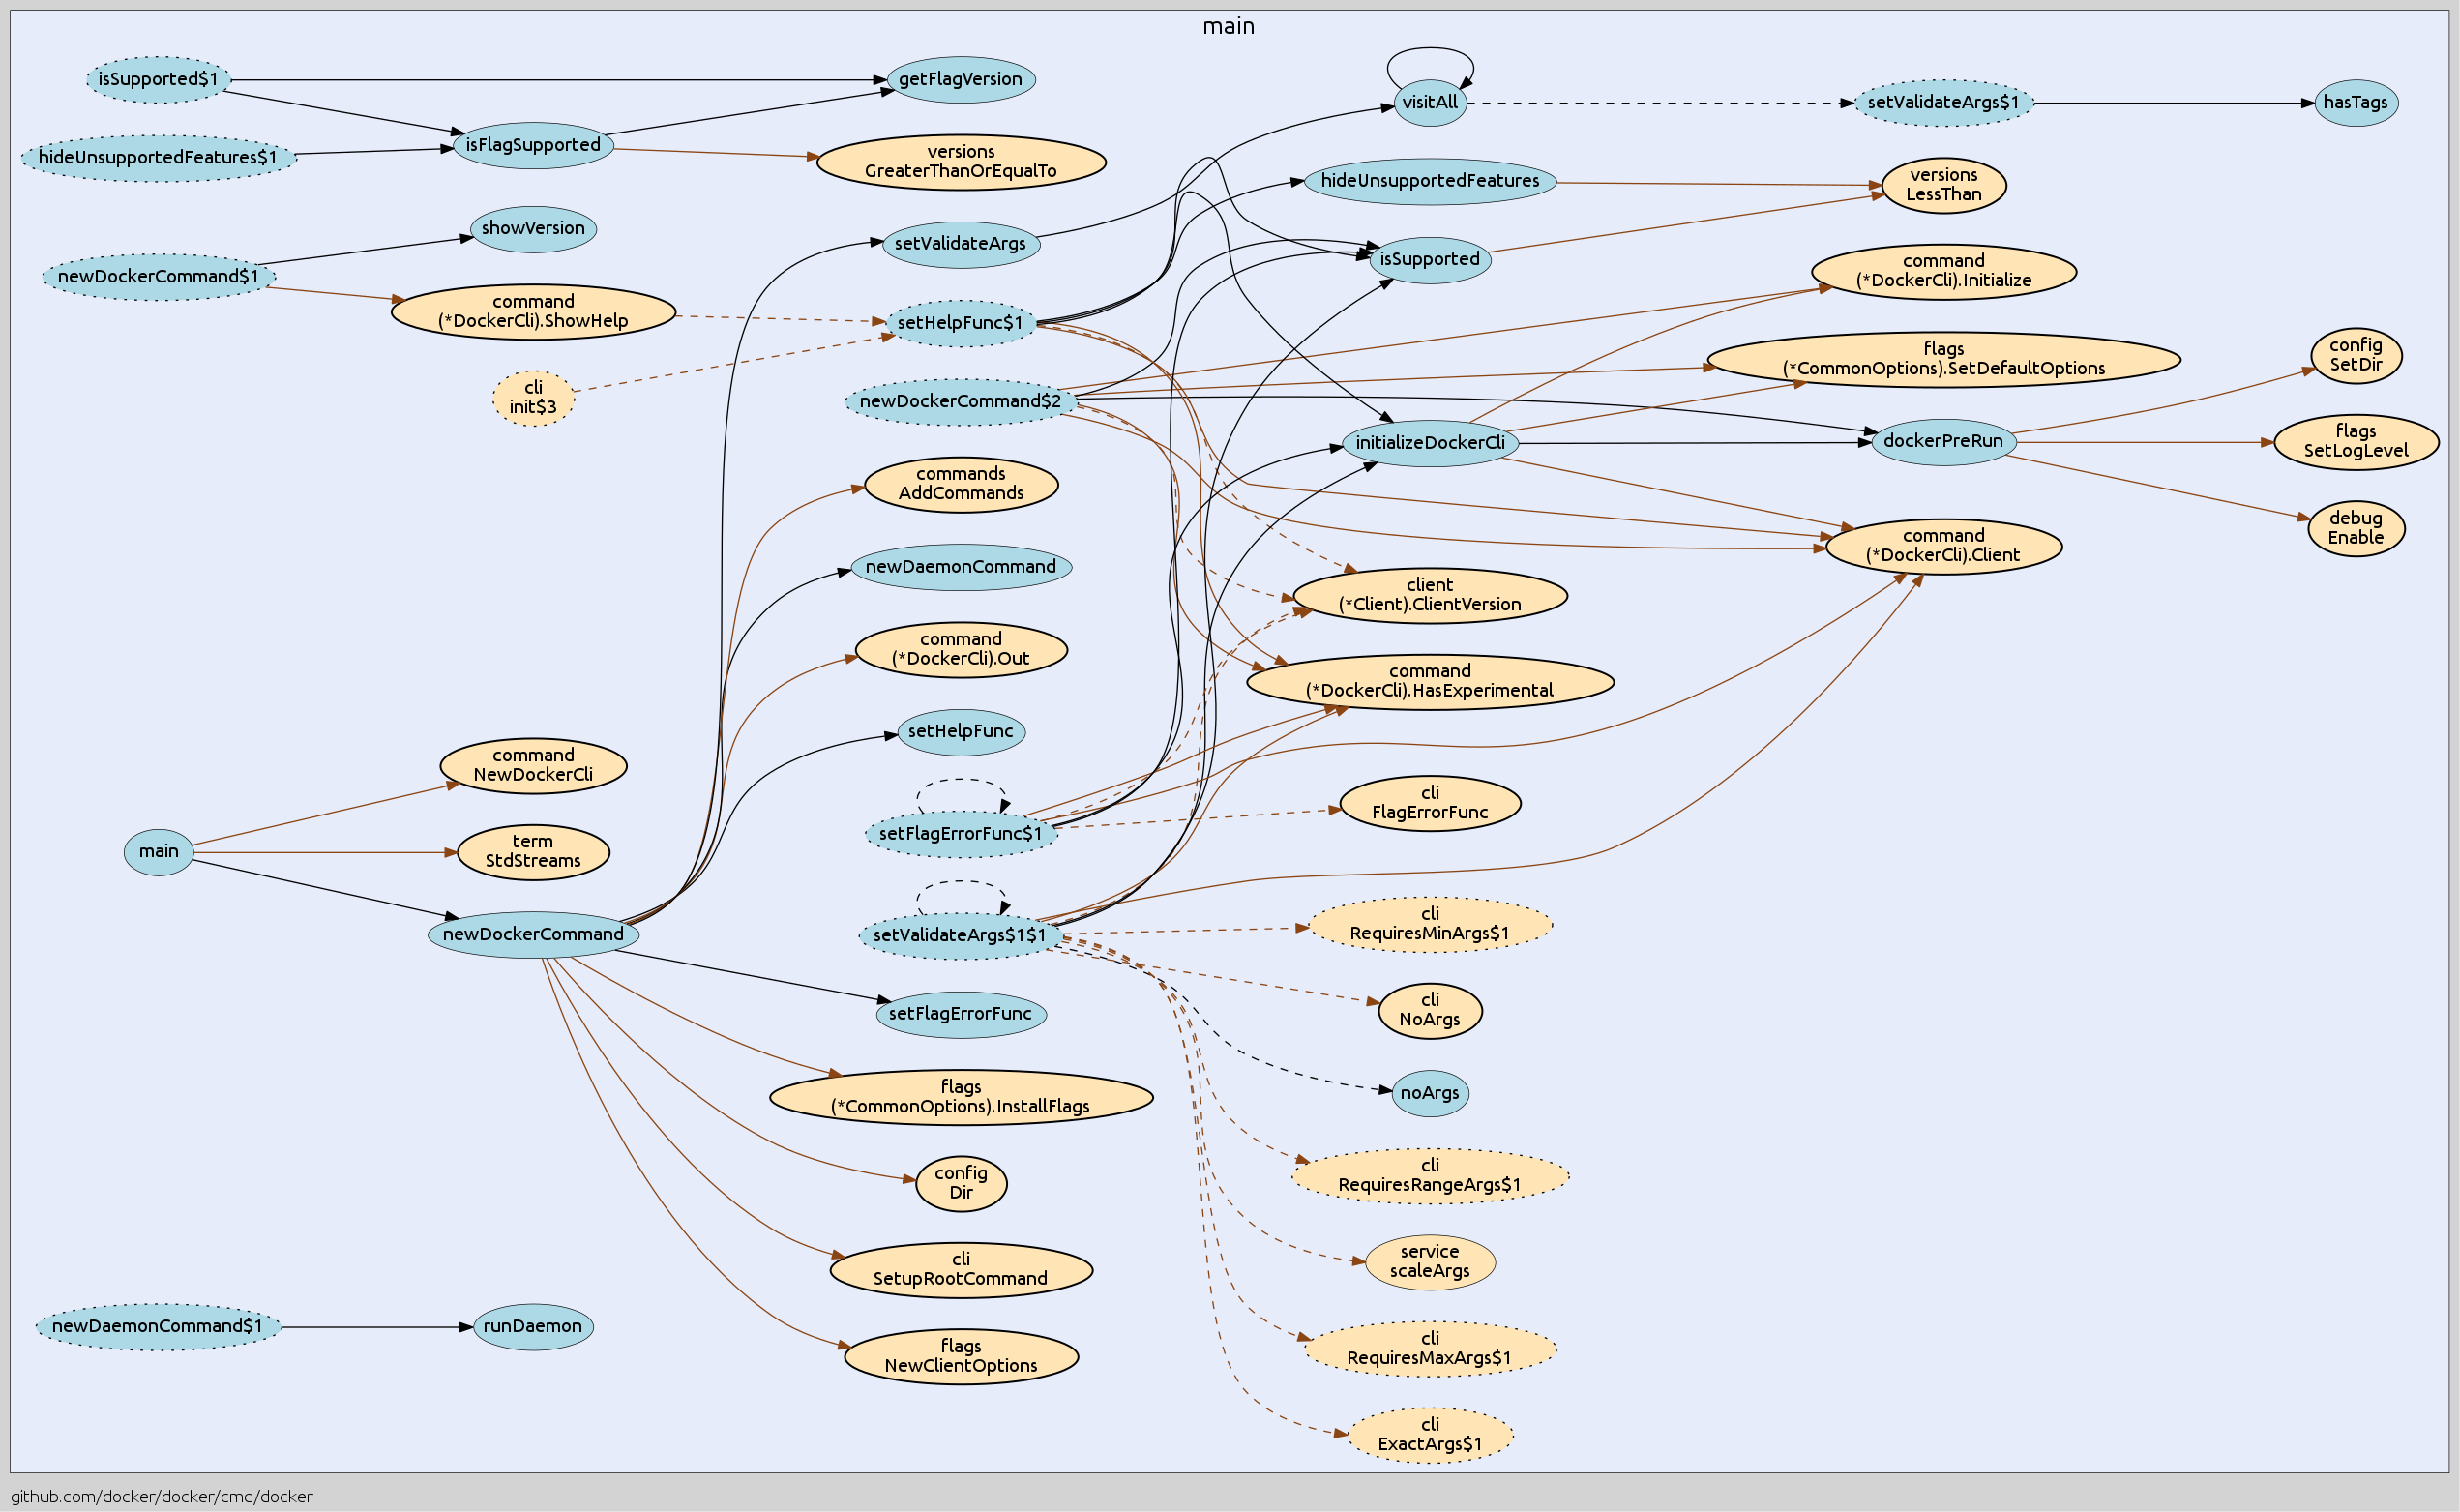 main
isSupported$1
hideUnsupportedFeatures$1
newDockerCommand$1
main
newDaemonCommand$1
isFlagSupported
showVersion
command
(*DockerCli).ShowHelp
cli
init$3
command
NewDockerCli
term
StdStreams
newDockerCommand
runDaemon
getFlagVersion
versions
GreaterThanOrEqualTo
setValidateArgs
setHelpFunc$1
newDockerCommand$2
commands
AddCommands
newDaemonCommand
command
(*DockerCli).Out
setHelpFunc
setFlagErrorFunc$1
setValidateArgs$1$1
setFlagErrorFunc
flags
(*CommonOptions).InstallFlags
config
Dir
cli
SetupRootCommand
flags
NewClientOptions
visitAll
hideUnsupportedFeatures
isSupported
initializeDockerCli
client
(*Client).ClientVersion
command
(*DockerCli).HasExperimental
cli
FlagErrorFunc
cli
RequiresMinArgs$1
cli
NoArgs
noArgs
cli
RequiresRangeArgs$1
service
scaleArgs
cli
RequiresMaxArgs$1
cli
ExactArgs$1
setValidateArgs$1
versions
LessThan
command
(*DockerCli).Initialize
flags
(*CommonOptions).SetDefaultOptions
dockerPreRun
command
(*DockerCli).Client
hasTags
config
SetDir
flags
SetLogLevel
debug
Enable
github.com/docker/docker/cmd/docker